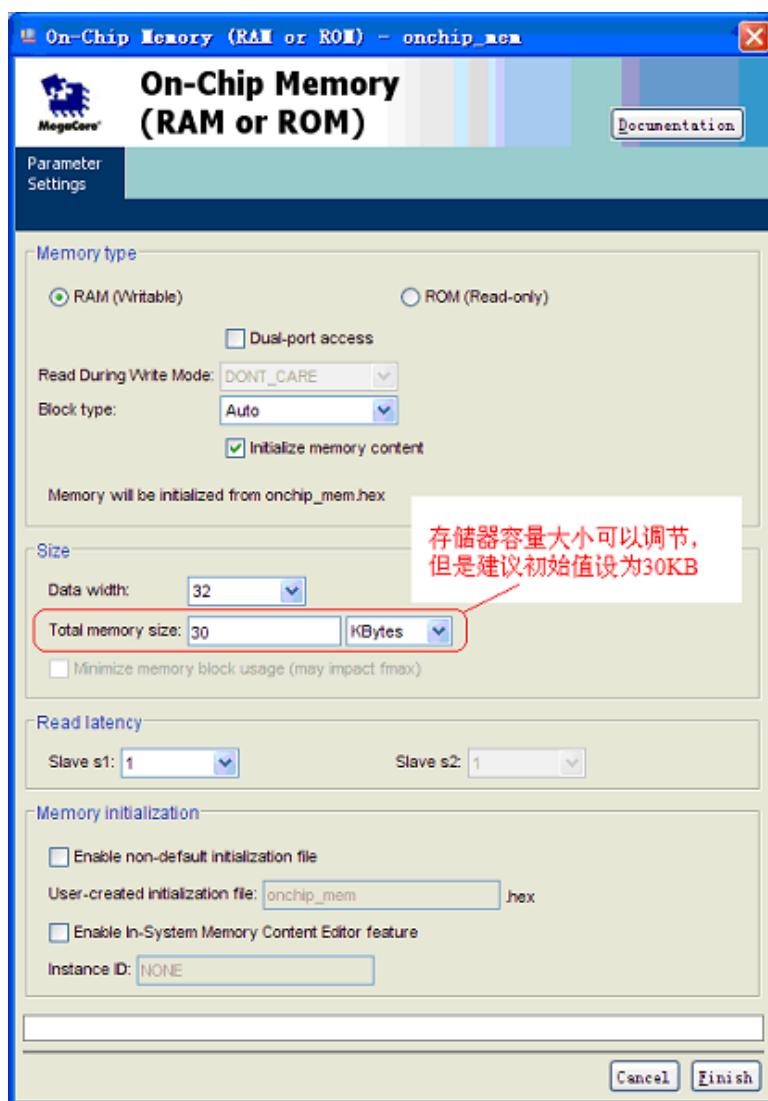 On-Chip Memory (RAM or ROM) - onchip_mem
MegaCore®
On-Chip Memory
(RAM or ROM)
Documentation
Parameter
Settings
Memory type
RAM (Writable)
ROM (Read-only)
Dual-port access
Read During Write Mode: DONT_CARE
Block type: Auto
Initialize memory content
Memory will be initialized from onchip_mem.hex
存储器容量大小可以调节，
但是建议初始值设为30KB
Size
Data width: 32
Total memory size: 30 KBytes
Minimize memory block usage (may impact fmax)
Read latency
Slave s1: 1 Slave s2: 1
Memory initialization
Enable non-default initialization file
User-created initialization file: onchip_mem .hex
Enable In-System Memory Content Editor feature
Instance ID: NONE
Cancel Finish